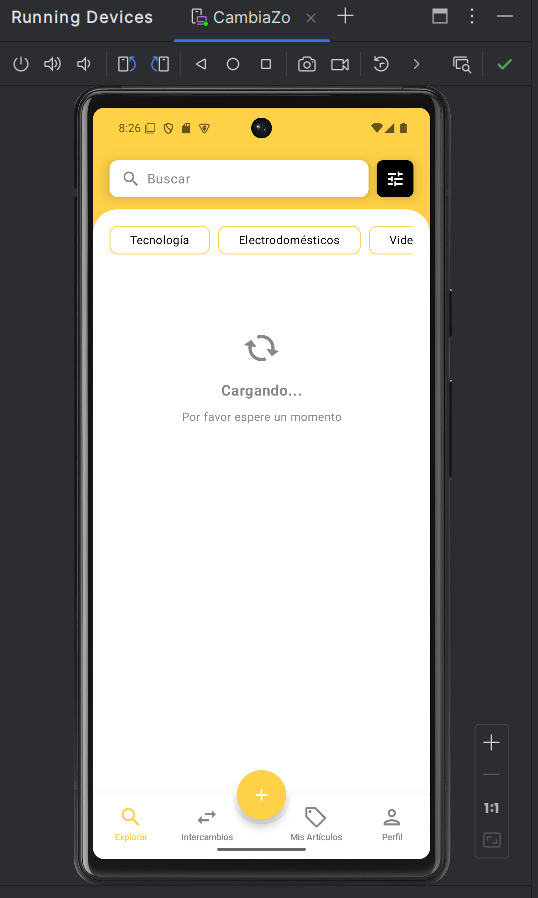 Running Devices
CambiaZo
8:26
Buscar
Tecnología
Electrodomésticos
Vide
Cargando...
Por favor espere un momento
Explorar
Intercambios
Mis Artículos
Perfil
1:1